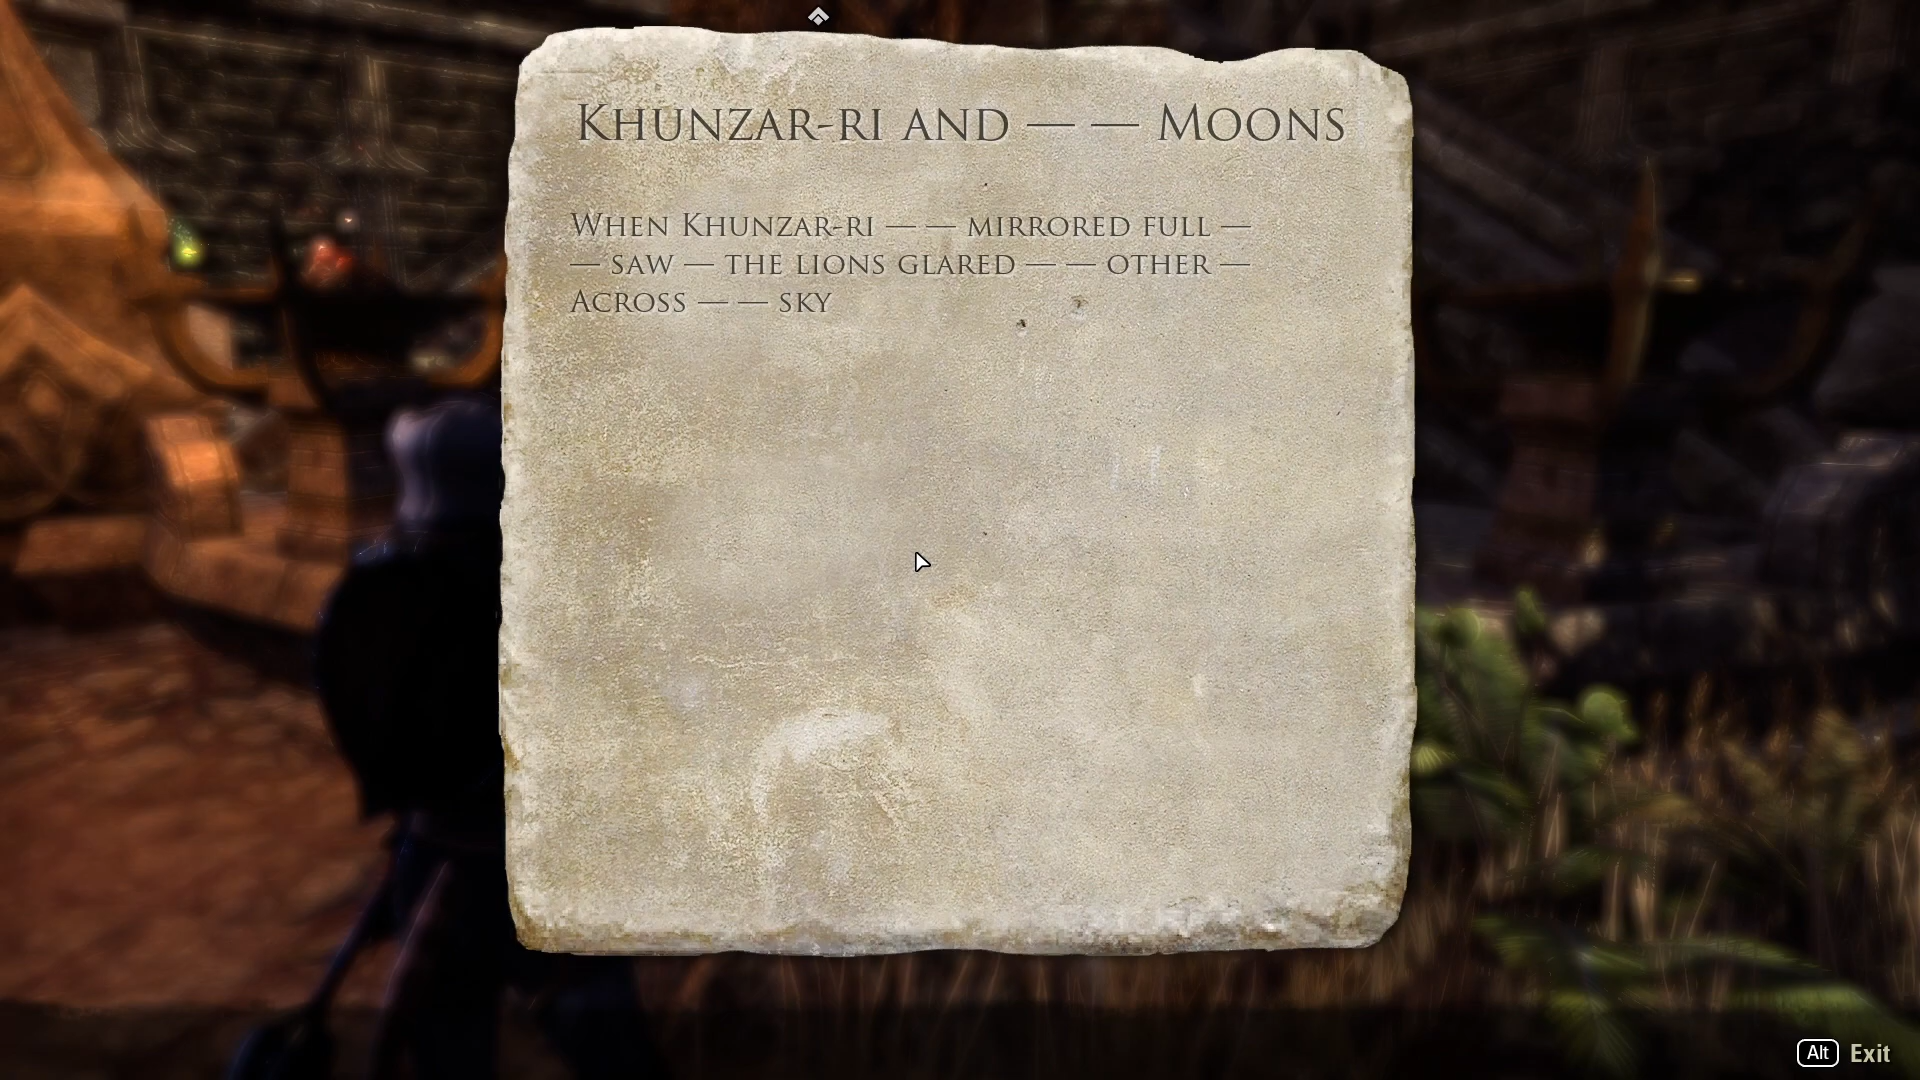 Khunzar-ri and — — Moons
When Khunzar-ri — — mirrored full —
— saw — the lions glared — — other —
Across — — sky
Alt Exit